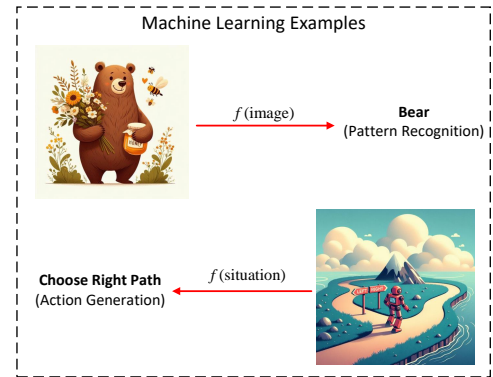 Machine Learning Examples
f (image)
Bear
(Pattern Recognition)
Choose Right Path
(Action Generation)
f (situation)